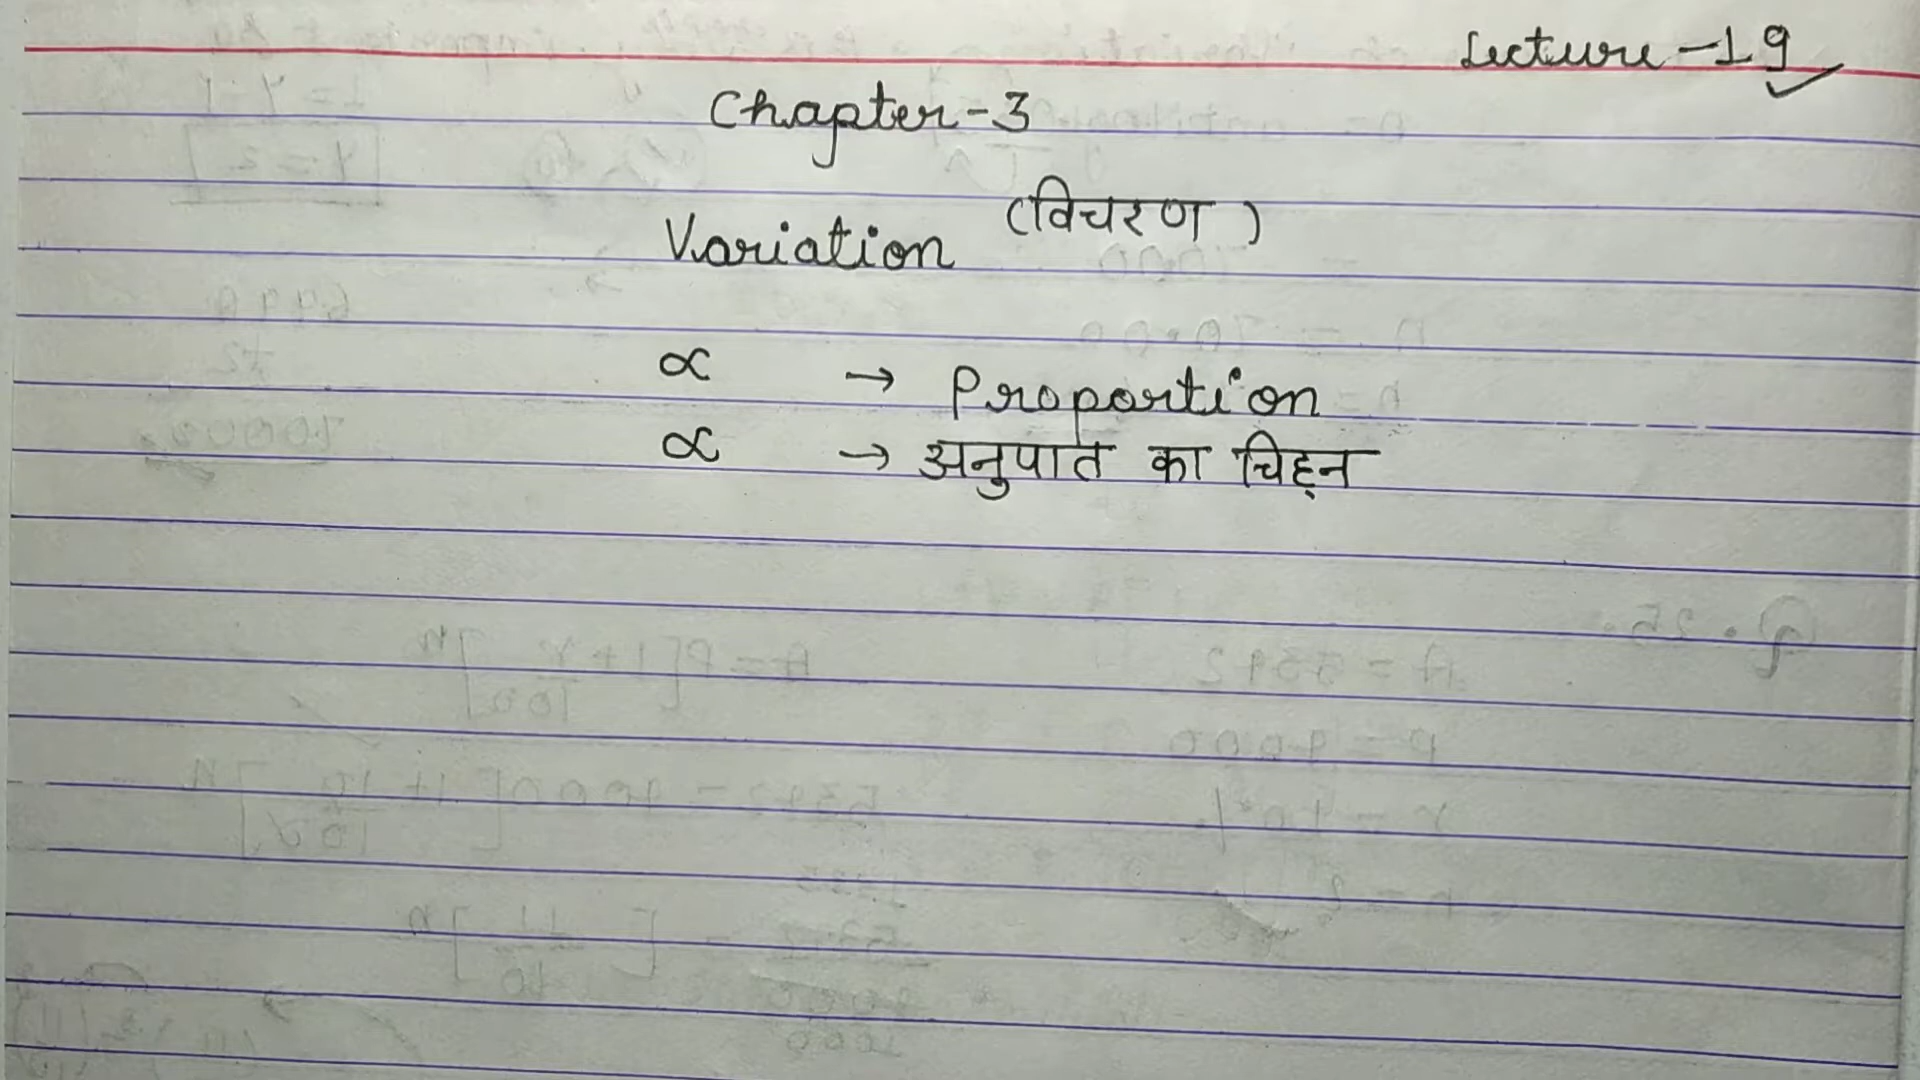 Lecture -19
Chapter-3
Variation (विचरण)
∝ → Proportion
∝ → अनुपात का चिह्न